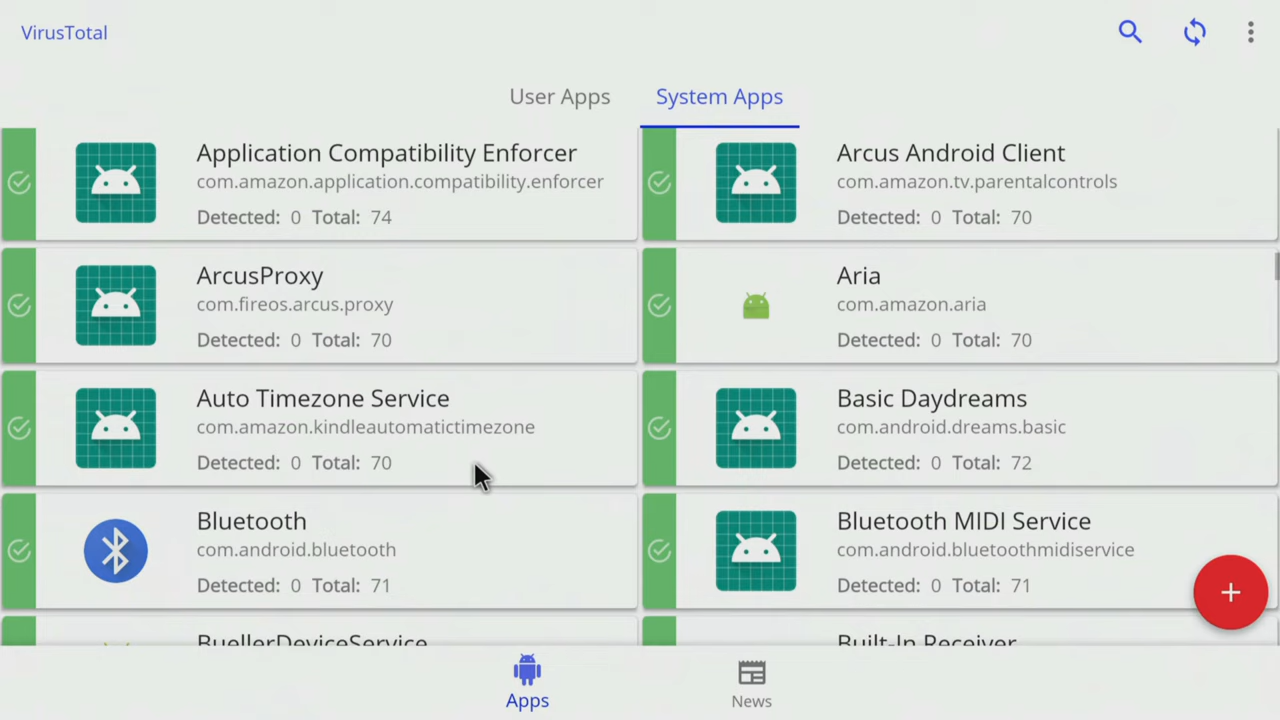 VirusTotal
User Apps
System Apps
Application Compatibility Enforcer
com.amazon.application.compatibility.enforcer
Detected: 0 Total: 74
Arcus Android Client
com.amazon.tv.parentalcontrols
Detected: 0 Total: 70
ArcusProxy
com.fireos.arcus.proxy
Detected: 0 Total: 70
Aria
com.amazon.aria
Detected: 0 Total: 70
Auto Timezone Service
com.amazon.kindleautomatictimezone
Detected: 0 Total: 70
Basic Daydreams
com.android.dreams.basic
Detected: 0 Total: 72
Bluetooth
com.android.bluetooth
Detected: 0 Total: 71
Bluetooth MIDI Service
com.android.bluetoothmidiservice
Detected: 0 Total: 71
BuellerDeviceService
Built-In Receiver
Apps
News